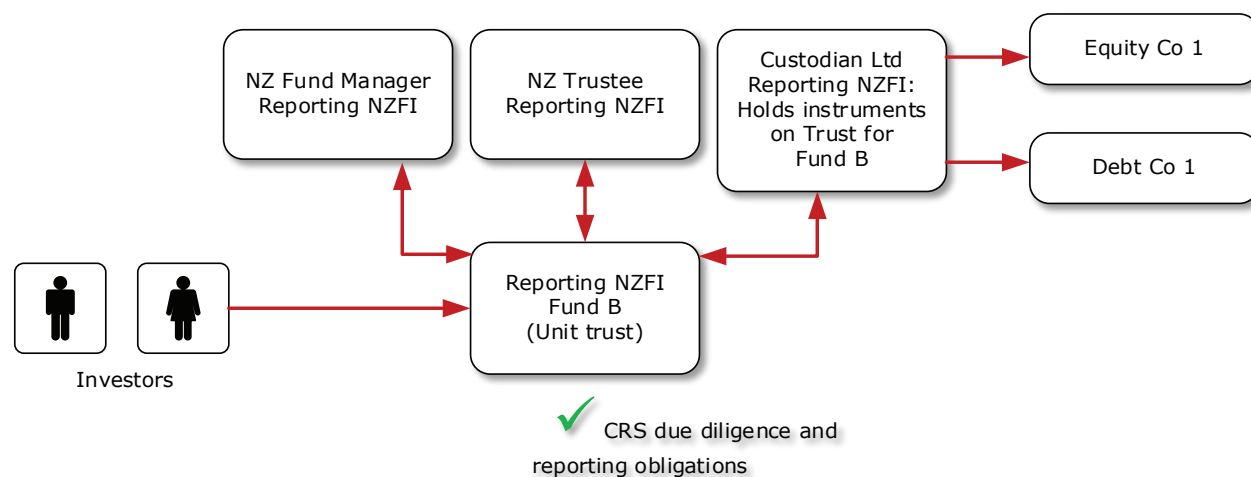 NZ Fund Manager
Reporting NZFI
NZ Trustee
Reporting NZFI
Custodian Ltd
Reporting NZFI:
Holds instruments
on Trust for
Fund B
Equity Co 1
Debt Co 1
Reporting NZFI
Fund B
(Unit trust)
Investors
CRS due diligence and
reporting obligations